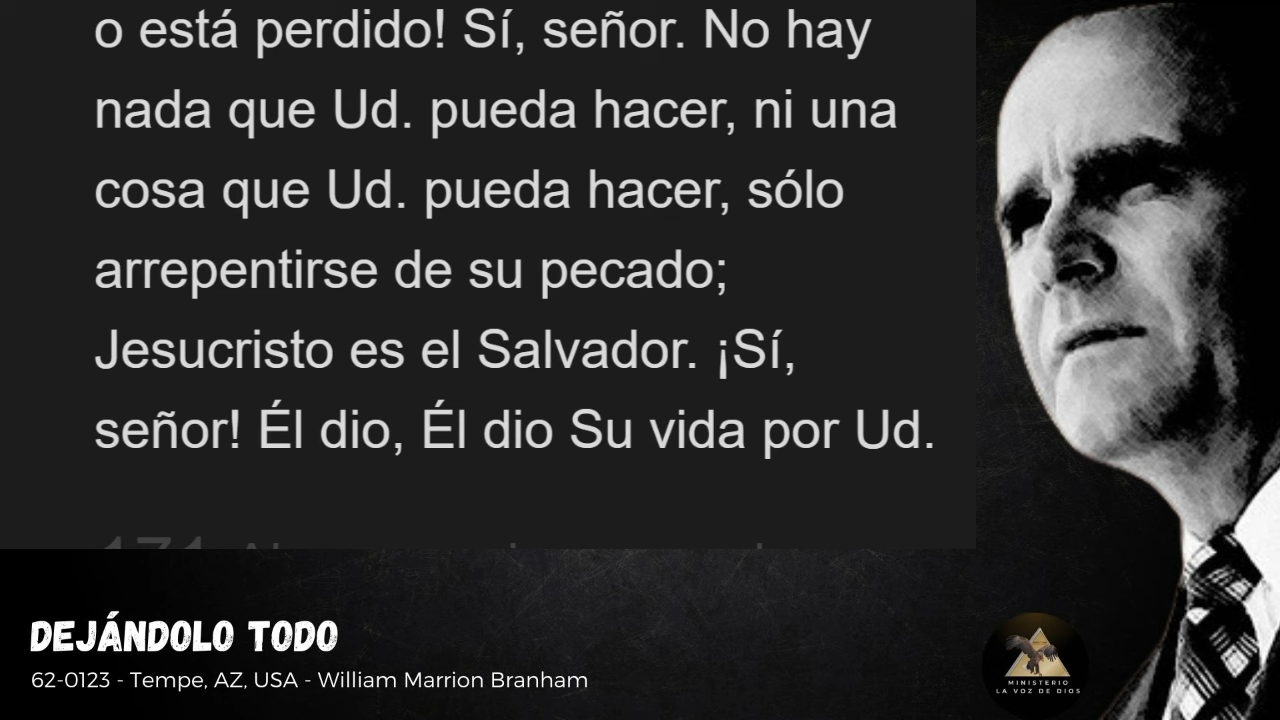 o está perdido! Sí, señor. No hay
nada que Ud. pueda hacer, ni una
cosa que Ud. pueda hacer, sólo
arrepentirse de su pecado;
Jesucristo es el Salvador. ¡Sí,
señor! Él dio, Él dio Su vida por Ud.
DEJÁNDOLO TODO
62-0123 - Tempe, AZ, USA - William Marrion Branham
MINISTERIO
LA VOZ DE DIOS